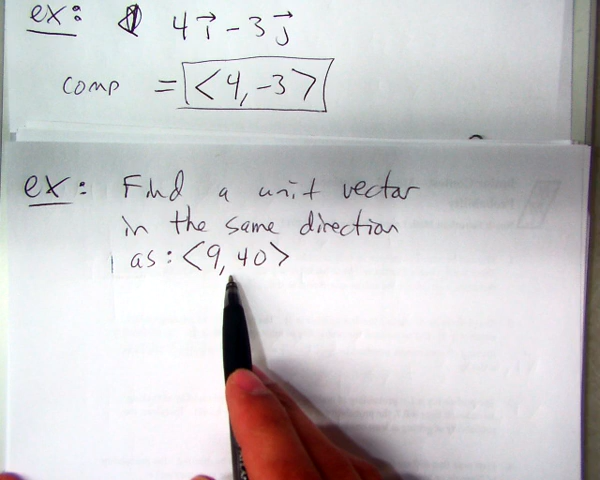 ex: 4i⃗ - 3j⃗
comp = <4, -3>
ex: Find a unit vector
in the same direction
as: <9, 40>